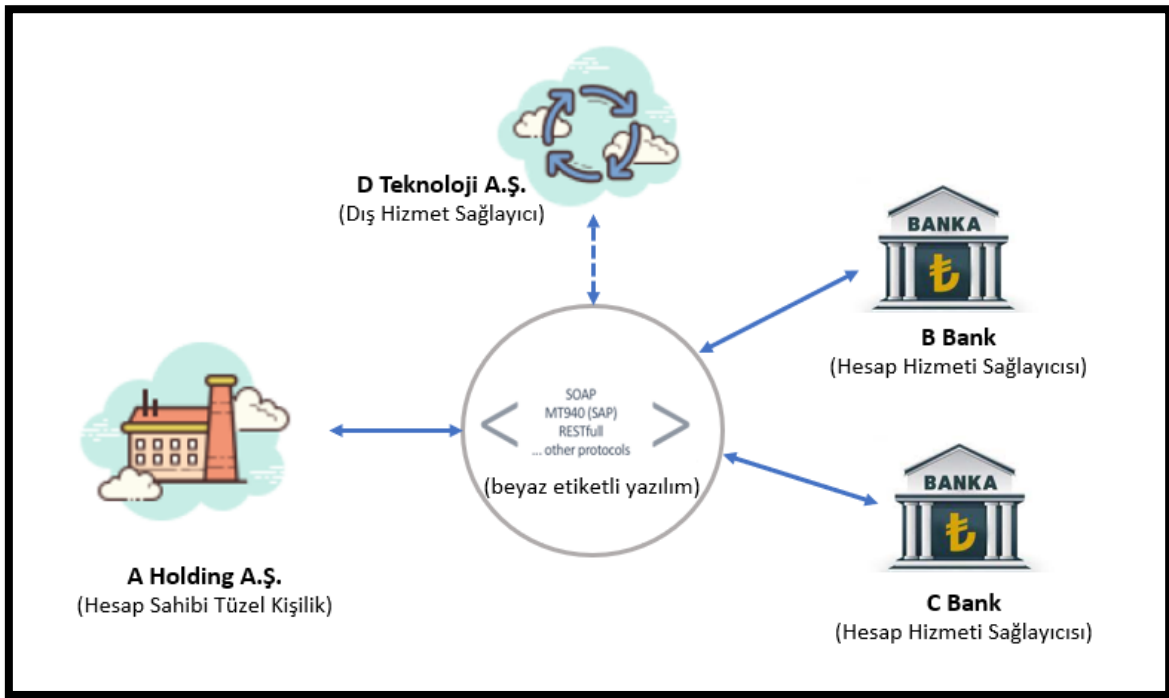 D Teknoloji A.Ş.
(Dış Hizmet Sağlayıcı)
BANKA
₺
B Bank
(Hesap Hizmeti Sağlayıcısı)
SOAP
MT940 (SAP)
RESTfull
... other protocols
(beyaz etiketli yazılım)
BANKA
₺
A Holding A.Ş.
(Hesap Sahibi Tüzel Kişilik)
C Bank
(Hesap Hizmeti Sağlayıcısı)